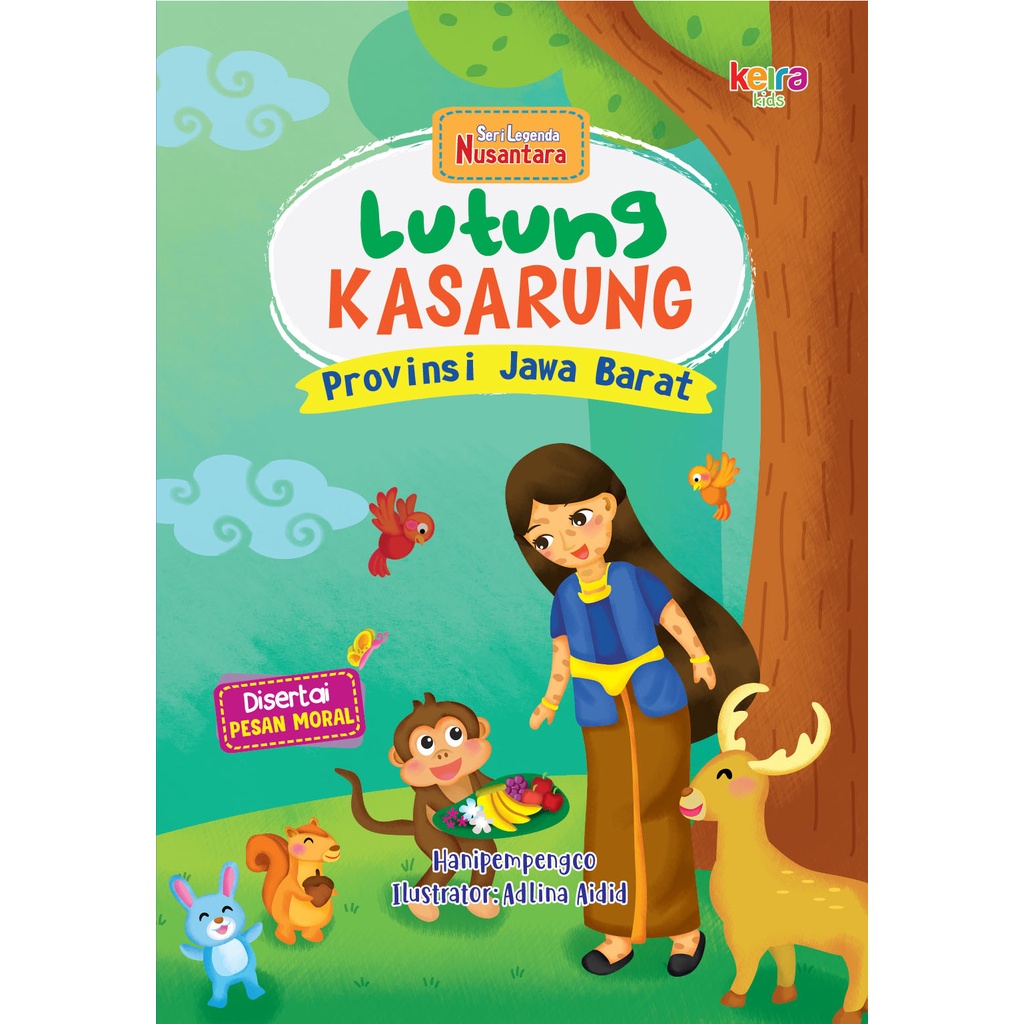 keira
kids
Seri Legenda
Nusantara
Lutung
KASARUNG
Provinsi Jawa Barat
Disertai
PESAN MORAL
Hanipempengco
Ilustrator: Adlina Aidid